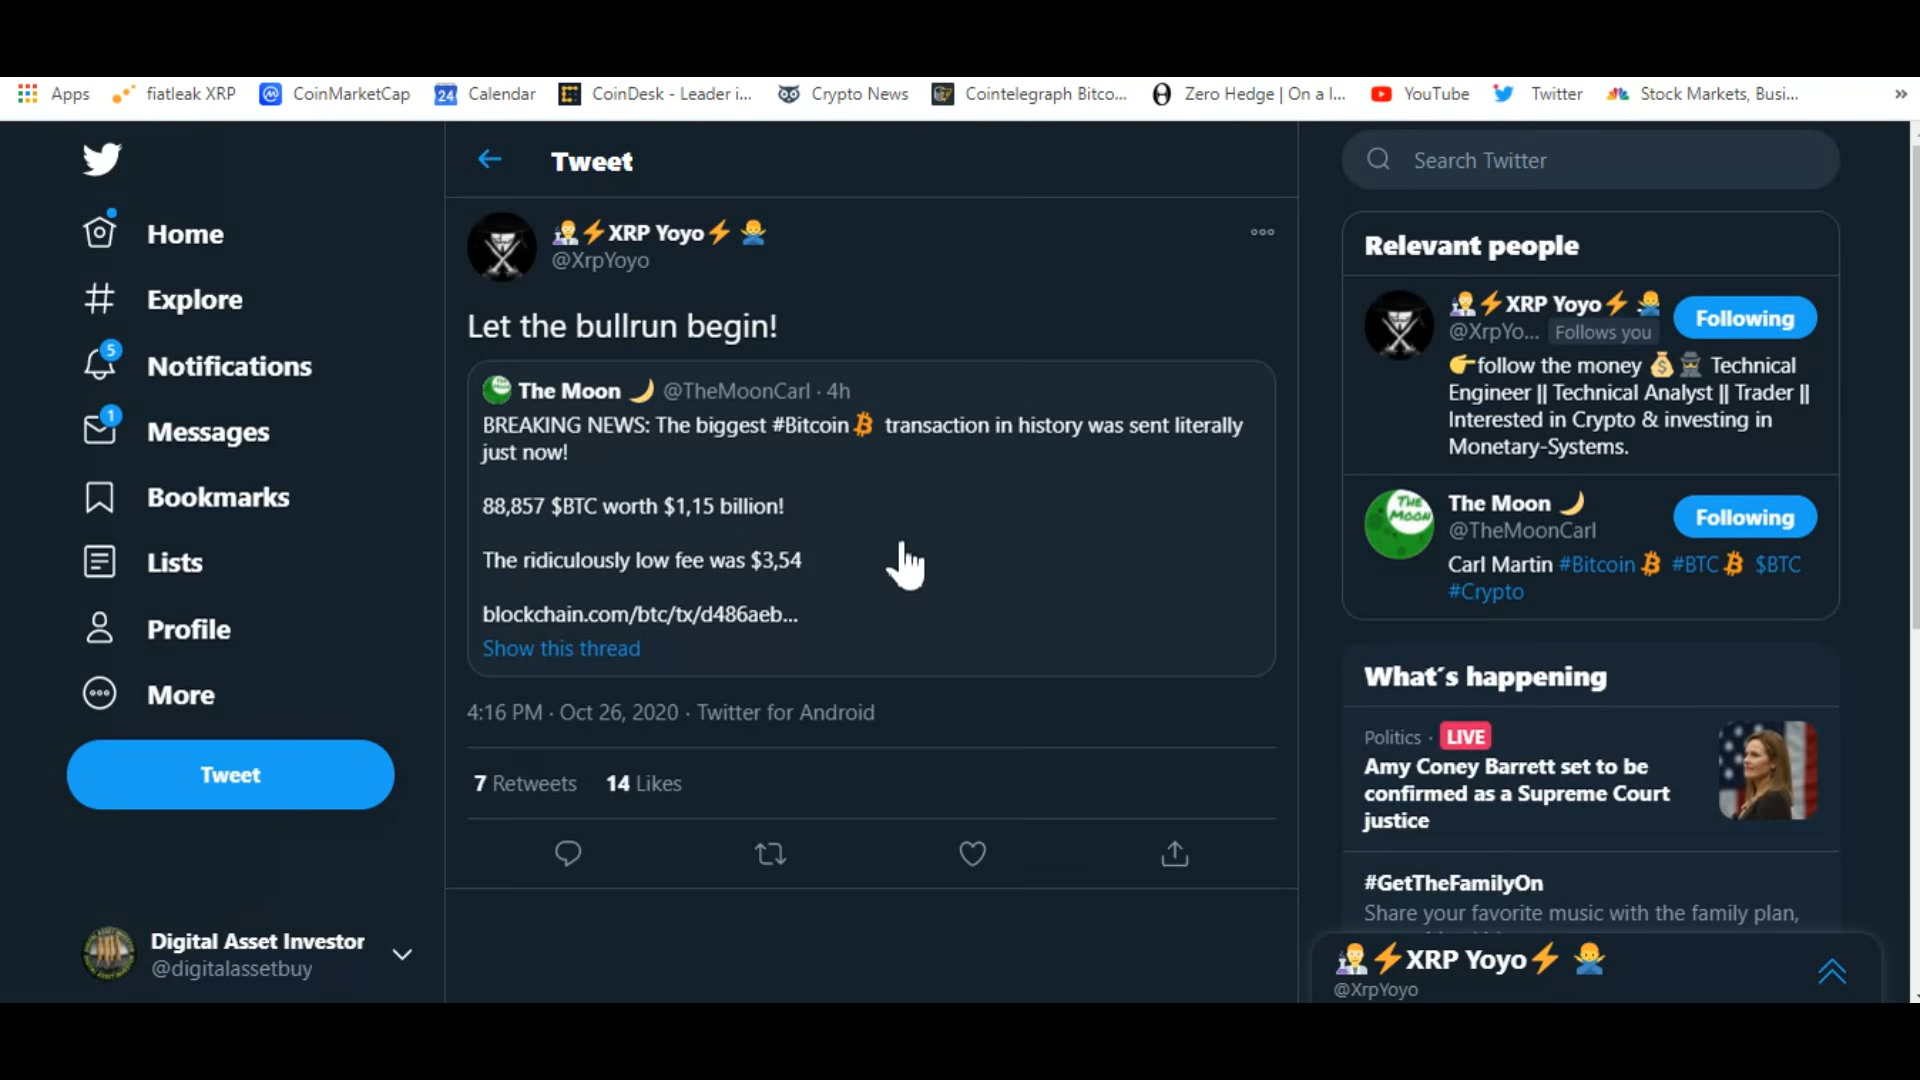 Apps
fiatleak XRP
CoinMarketCap
24
Calendar
CoinDesk - Leader i...
Crypto News
Cointelegraph Bitco...
Zero Hedge | On a l...
YouTube
Twitter
Stock Markets, Busi...
»
Home
Explore
5
Notifications
1
Messages
Bookmarks
Lists
Profile
More
Tweet
Digital Asset Investor
@digitalassetbuy
Tweet
XRP Yoyo
@XrpYoyo
Let the bullrun begin!
The Moon @TheMoonCarl · 4h
BREAKING NEWS: The biggest #Bitcoin transaction in history was sent literally
just now!
88,857 $BTC worth $1,15 billion!
The ridiculously low fee was $3,54
blockchain.com/btc/tx/d486aeb...
Show this thread
4:16 PM · Oct 26, 2020 · Twitter for Android
7 Retweets 14 Likes
Search Twitter
Relevant people
XRP Yoyo
Following
@XrpYo... Follows you
follow the money Technical
Engineer || Technical Analyst || Trader ||
Interested in Crypto & investing in
Monetary-Systems.
THE MOON
The Moon
Following
@TheMoonCarl
Carl Martin #Bitcoin #BTC $BTC
#Crypto
What´s happening
Politics · LIVE
Amy Coney Barrett set to be
confirmed as a Supreme Court
justice
#GetTheFamilyOn
Share your favorite music with the family plan,
XRP Yoyo
@XrpYoyo